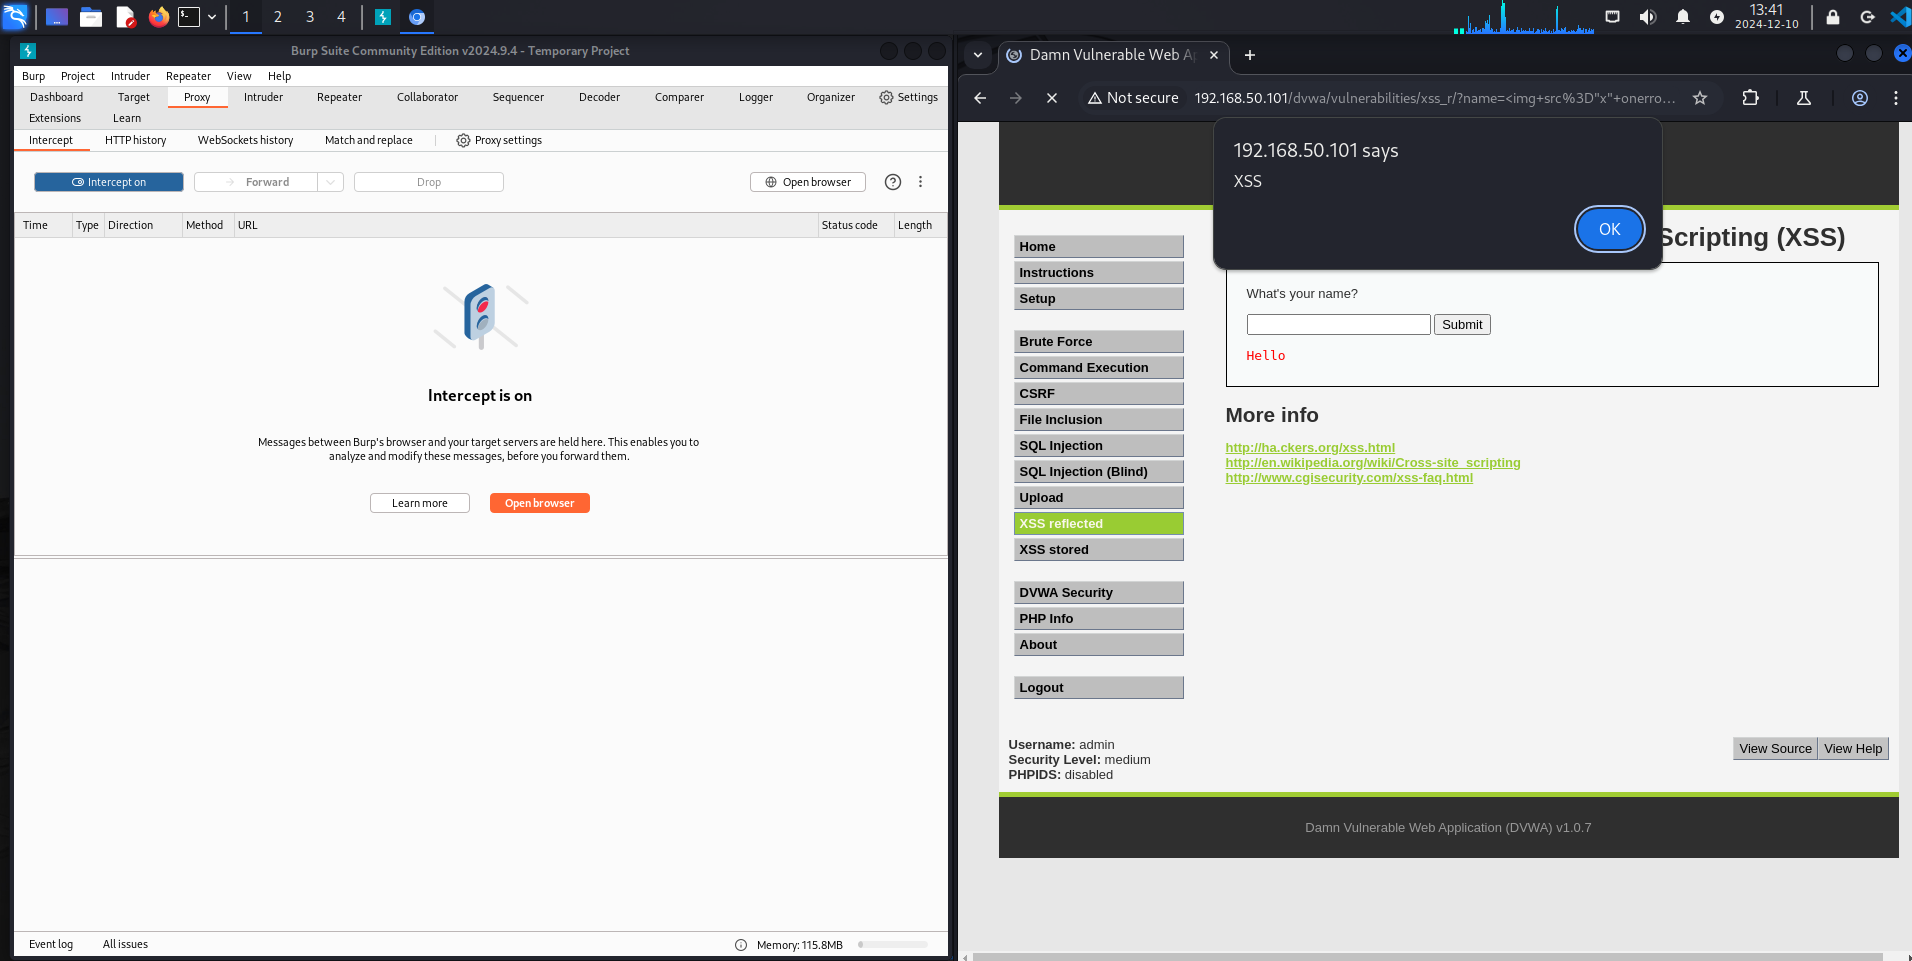 1 2 3 4
13:41
2024-12-10
Burp Suite Community Edition v2024.9.4 - Temporary Project
Burp Project Intruder Repeater View Help
Dashboard Target Proxy Intruder Repeater Collaborator Sequencer Decoder Comparer Logger Organizer Settings
Extensions Learn
Intercept HTTP history WebSockets history Match and replace Proxy settings
Intercept on Forward Drop Open browser
Time Type Direction Method URL Status code Length
Intercept is on
Messages between Burp's browser and your target servers are held here. This enables you to
analyze and modify these messages, before you forward them.
Learn more Open browser
Event log All issues Memory: 115.8MB
Damn Vulnerable Web Ap
Not secure 192.168.50.101/dvwa/vulnerabilities/xss_r/?name=<img+src%3D"x"+onerro...
192.168.50.101 says
XSS
OK
Scripting (XSS)
Home
Instructions
Setup
Brute Force
Command Execution
CSRF
File Inclusion
SQL Injection
SQL Injection (Blind)
Upload
XSS reflected
XSS stored
DVWA Security
PHP Info
About
Logout
What's your name?
Submit
Hello
More info
http://ha.ckers.org/xss.html
http://en.wikipedia.org/wiki/Cross-site_scripting
http://www.cgisecurity.com/xss-faq.html
Username: admin
Security Level: medium
PHPIDS: disabled
View Source View Help
Damn Vulnerable Web Application (DVWA) v1.0.7